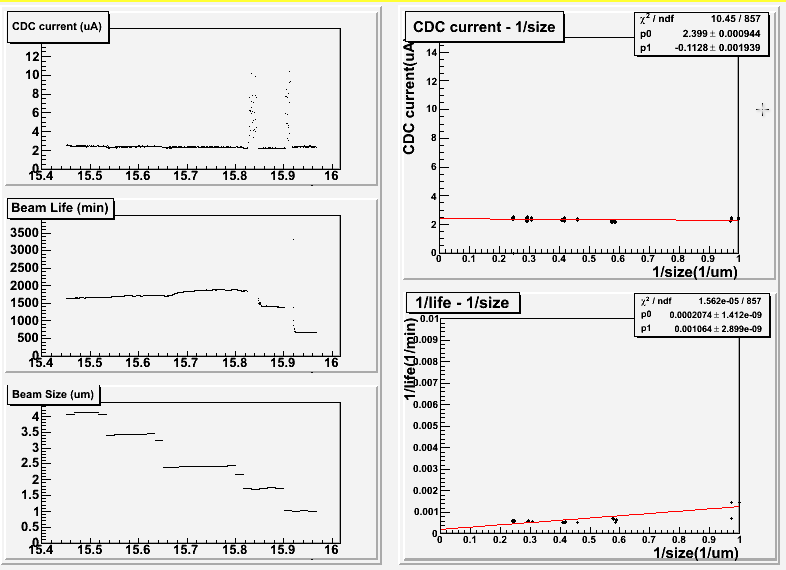 CDC current (uA)
12
10
8
6
4
2
0
15.4 15.5 15.6 15.7 15.8 15.9 16
Beam Life (min)
3500
3000
2500
2000
1500
1000
500
0
15.4 15.5 15.6 15.7 15.8 15.9 16
Beam Size (um)
4
3.5
3
2.5
2
1.5
1
0.5
0
15.4 15.5 15.6 15.7 15.8 15.9 16
CDC current - 1/size
χ² / ndf 10.45 / 857
p0 2.399 ± 0.000944
p1 -0.1128 ± 0.001939
CDC current(uA
14
12
10
8
6
4
2
0
0 0.1 0.2 0.3 0.4 0.5 0.6 0.7 0.8 0.9 1
1/size(1/um)
1/life - 1/size
χ² / ndf 1.562e-05 / 857
p0 0.0002074 ± 1.412e-09
p1 0.001064 ± 2.899e-09
1/life(1/min)
0.01
0.009
0.008
0.007
0.006
0.005
0.004
0.003
0.002
0.001
0
0 0.1 0.2 0.3 0.4 0.5 0.6 0.7 0.8 0.9 1
1/size(1/um)